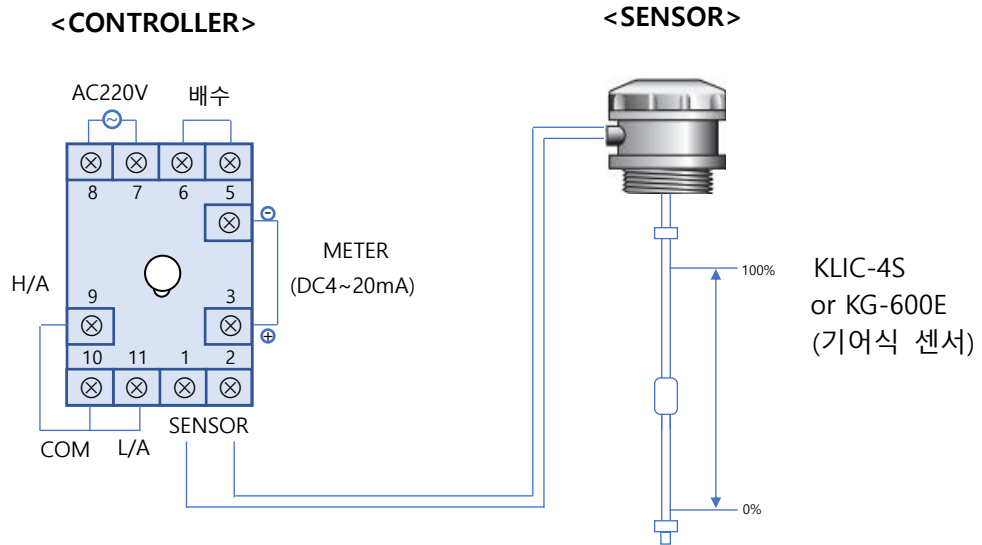 <CONTROLLER>
<SENSOR>
AC220V
배수
8
7
6
5
METER
(DC4~20mA)
H/A
9
3
10
11
1
2
SENSOR
COM
L/A
100%
KLIC-4S
or KG-600E
(기어식 센서)
0%